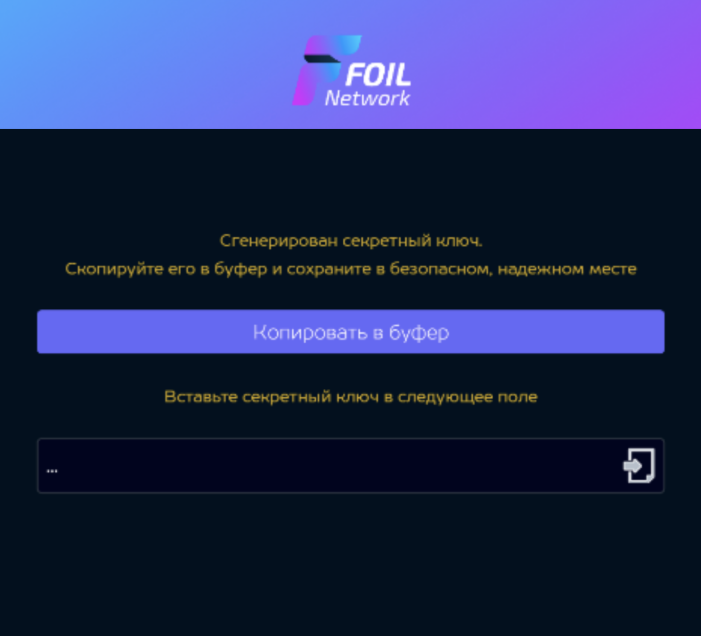 FOIL
Network
Сгенерирован секретный ключ.
Скопируйте его в буфер и сохраните в безопасном, надежном месте
Копировать в буфер
Вставьте секретный ключ в следующее поле
...